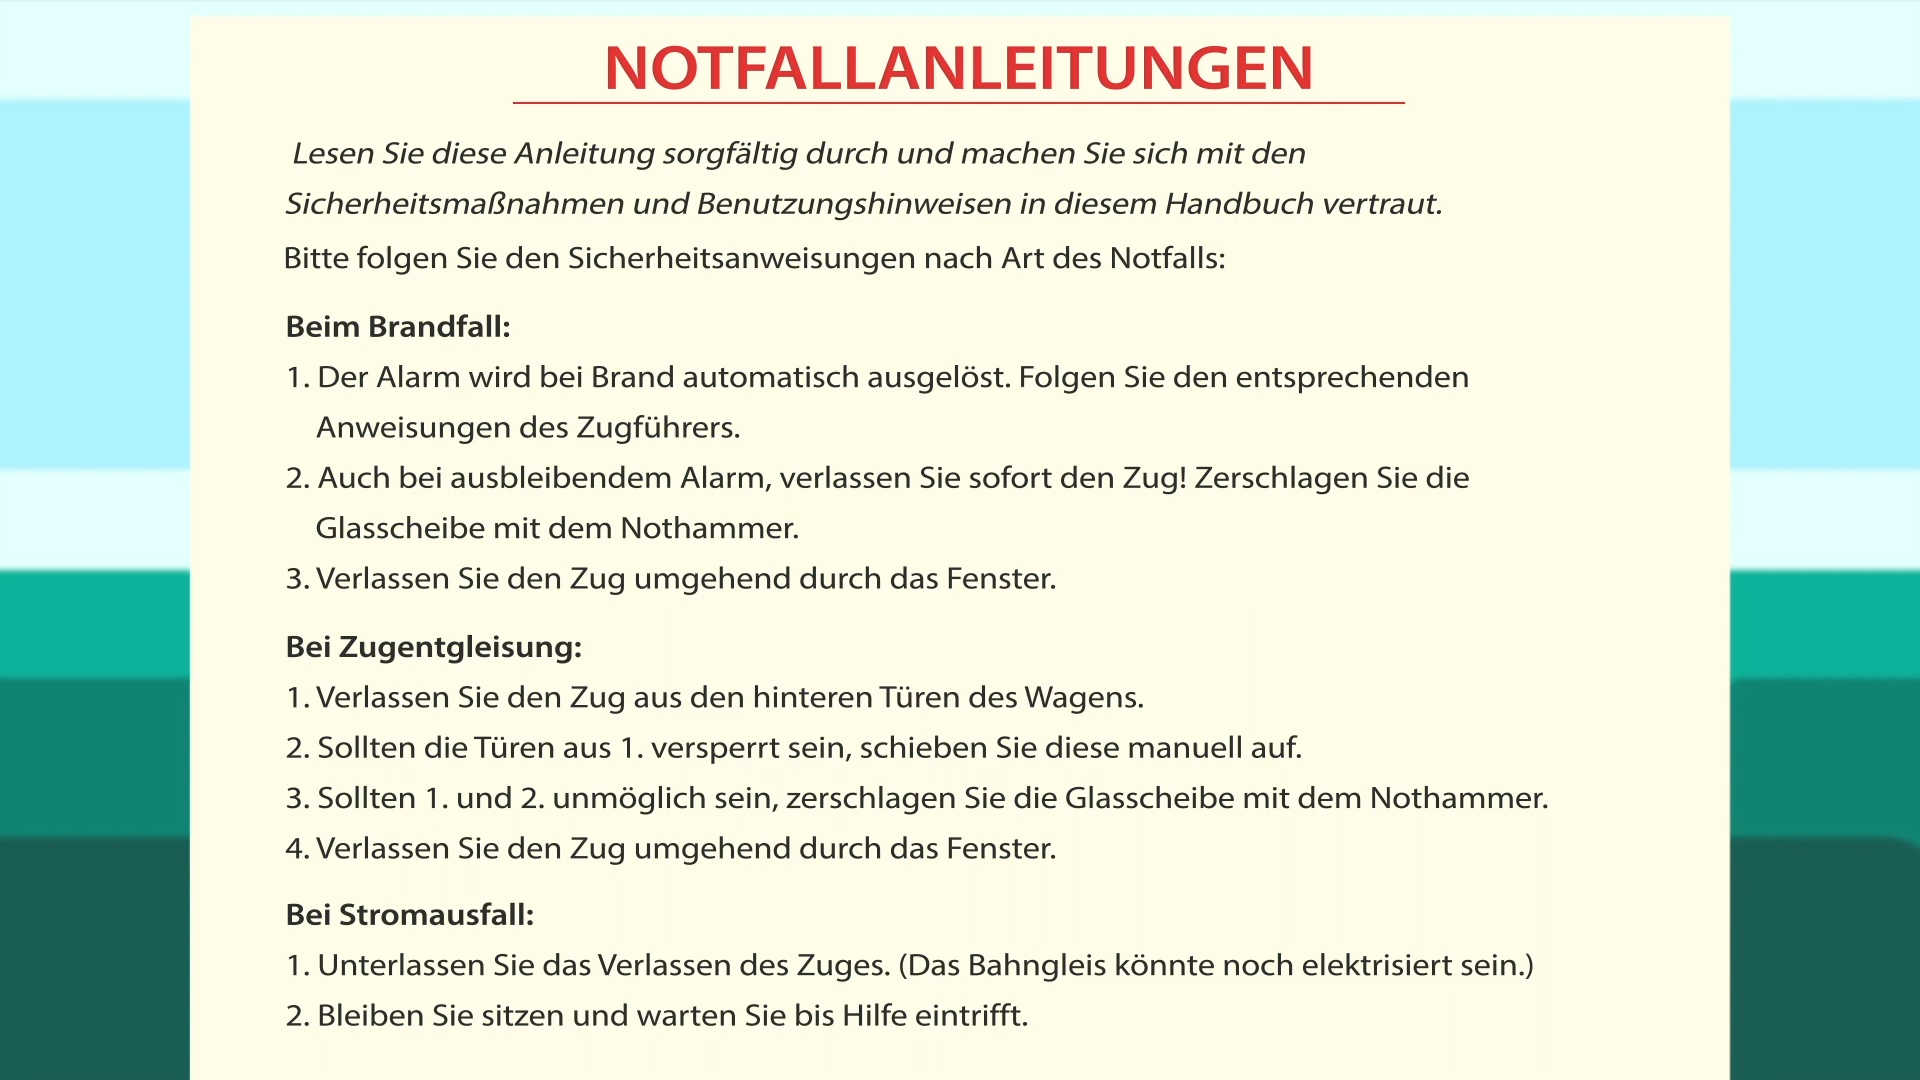 NOTFALLANLEITUNGEN
Lesen Sie diese Anleitung sorgfältig durch und machen Sie sich mit den
Sicherheitsmaßnahmen und Benutzungshinweisen in diesem Handbuch vertraut.
Bitte folgen Sie den Sicherheitsanweisungen nach Art des Notfalls:
Beim Brandfall:
1. Der Alarm wird bei Brand automatisch ausgelöst. Folgen Sie den entsprechenden
Anweisungen des Zugführers.
2. Auch bei ausbleibendem Alarm, verlassen Sie sofort den Zug! Zerschlagen Sie die
Glasscheibe mit dem Nothammer.
3. Verlassen Sie den Zug umgehend durch das Fenster.
Bei Zugentgleisung:
1. Verlassen Sie den Zug aus den hinteren Türen des Wagens.
2. Sollten die Türen aus 1. versperrt sein, schieben Sie diese manuell auf.
3. Sollten 1. und 2. unmöglich sein, zerschlagen Sie die Glasscheibe mit dem Nothammer.
4. Verlassen Sie den Zug umgehend durch das Fenster.
Bei Stromausfall:
1. Unterlassen Sie das Verlassen des Zuges. (Das Bahngleis könnte noch elektrisiert sein.)
2. Bleiben Sie sitzen und warten Sie bis Hilfe eintrifft.